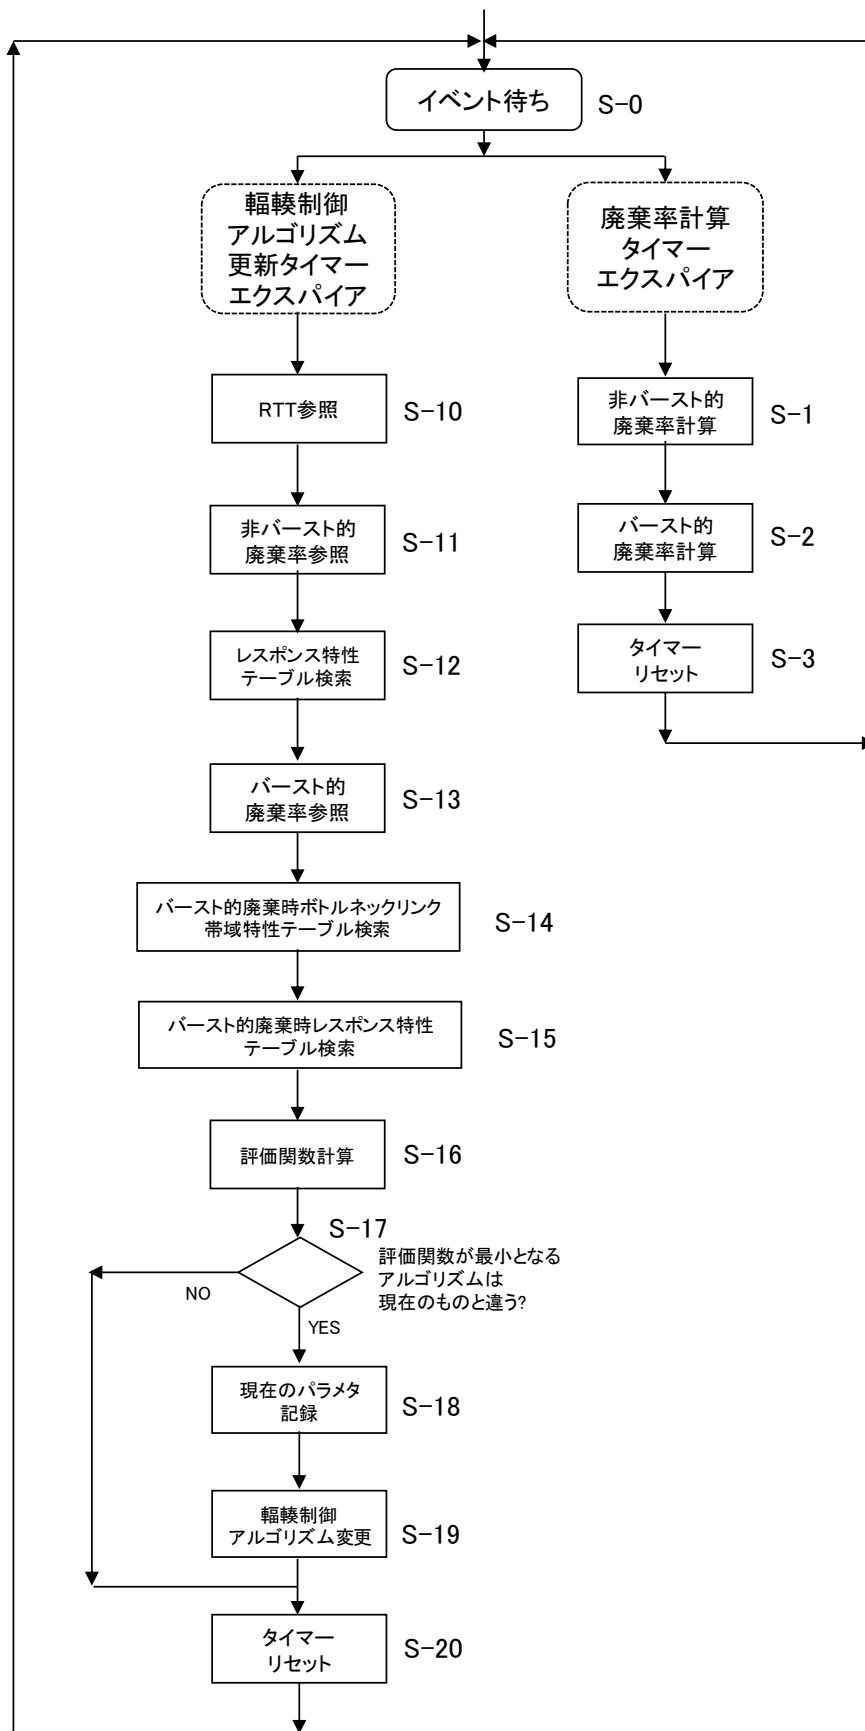 イベント待ち
S-0
輻輳制御
アルゴリズム
更新タイマー
エクスパイア
廃棄率計算
タイマー
エクスパイア
RTT参照
S-10
非バースト的
廃棄率計算
S-1
非バースト的
廃棄率参照
S-11
バースト的
廃棄率計算
S-2
レスポンス特性
テーブル検索
S-12
タイマー
リセット
S-3
バースト的
廃棄率参照
S-13
バースト的廃棄時ボトルネックリンク
帯域特性テーブル検索
S-14
バースト的廃棄時レスポンス特性
テーブル検索
S-15
評価関数計算
S-16
S-17
評価関数が最小となる
アルゴリズムは
現在のものと違う?
NO
YES
現在のパラメタ
記録
S-18
輻輳制御
アルゴリズム変更
S-19
タイマー
リセット
S-20